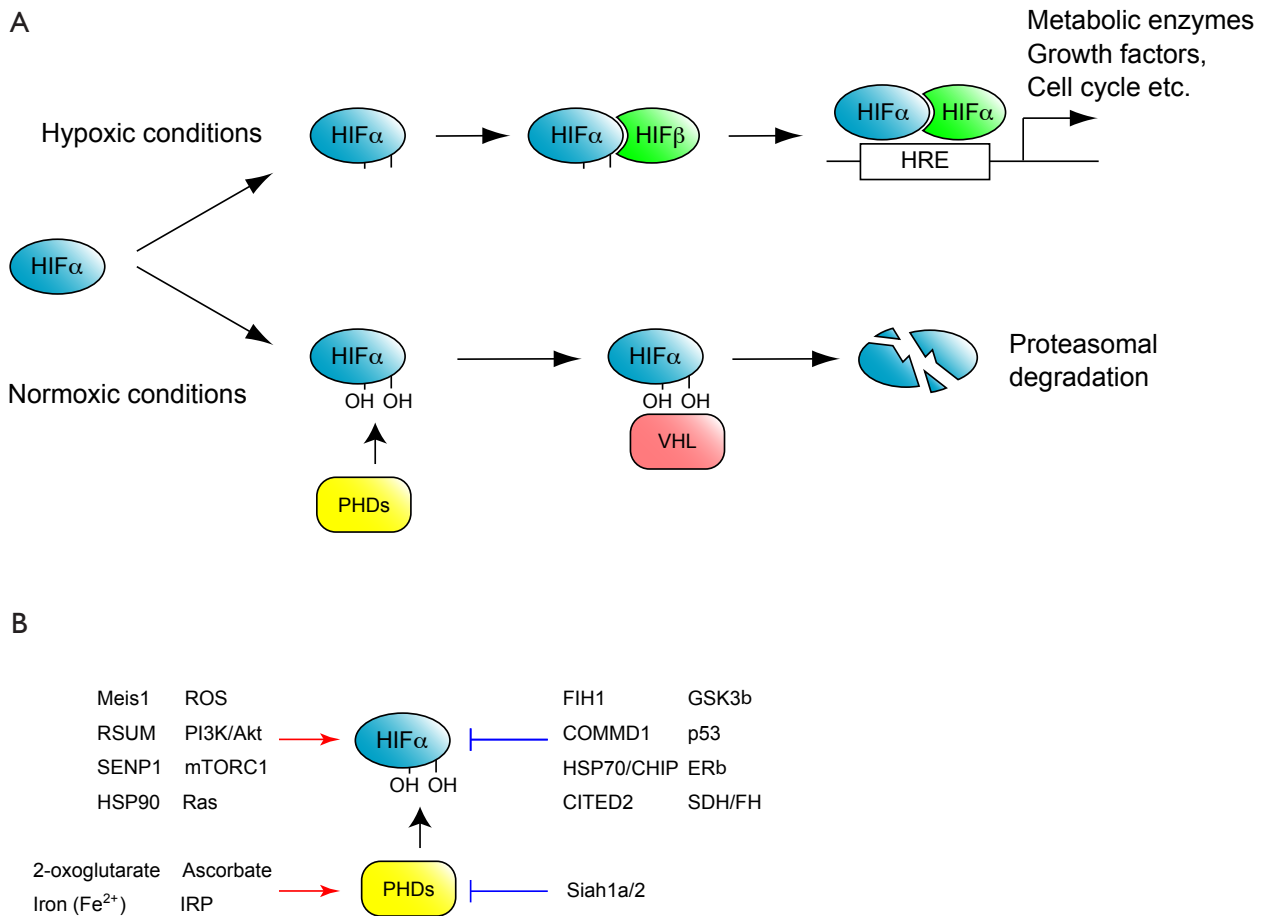 A
Metabolic enzymes
Growth factors,
Cell cycle etc.
Hypoxic conditions
HIFα
HIFα HIFβ
HIFα HIFα
HRE
HIFα
Normoxic conditions
HIFα
OH OH
PHDs
HIFα
OH OH
VHL
Proteasomal
degradation
B
Meis1 ROS
RSUM PI3K/Akt
SENP1 mTORC1
HSP90 Ras
HIFα
OH OH
FIH1 GSK3b
COMMD1 p53
HSP70/CHIP ERb
CITED2 SDH/FH
2-oxoglutarate Ascorbate
Iron (Fe²⁺) IRP
PHDs
Siah1a/2